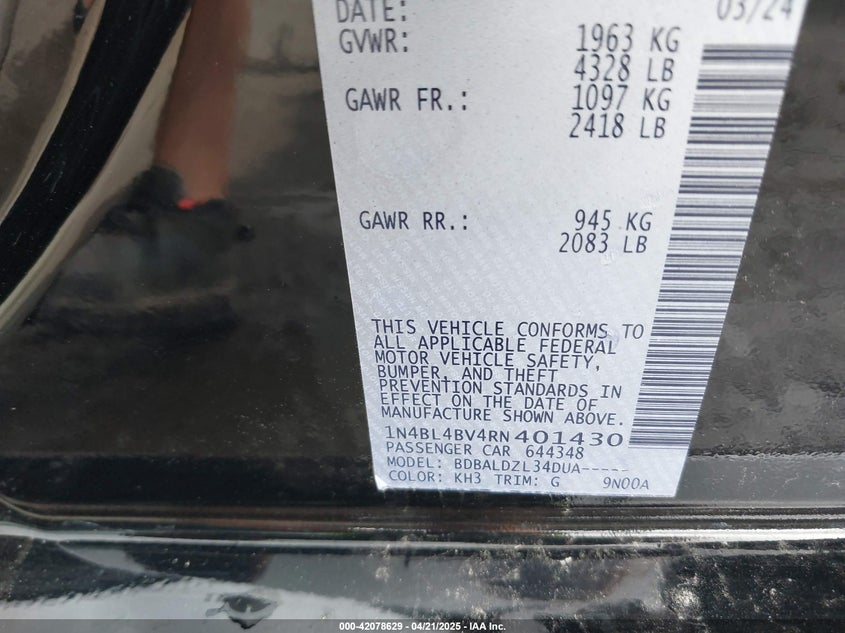 DATE: 03/24
GVWR: 1963 KG
4328 LB
GAWR FR.: 1097 KG
2418 LB
GAWR RR.: 945 KG
2083 LB
THIS VEHICLE CONFORMS TO
ALL APPLICABLE FEDERAL
MOTOR VEHICLE SAFETY,
BUMPER, AND THEFT
PREVENTION STANDARDS IN
EFFECT ON THE DATE OF
MANUFACTURE SHOWN ABOVE.
1N4BL4BV4RN401430
PASSENGER CAR 644348
MODEL: BDBALDZL34DUA-----
COLOR: KH3 TRIM: G 9N00A
000-42078629 - 04/21/2025 - IAA Inc.